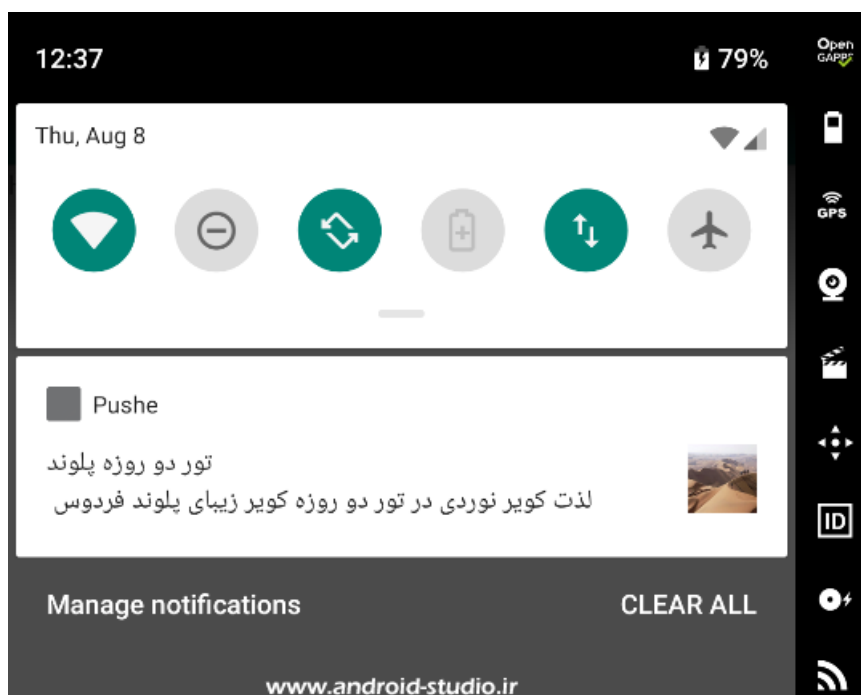 12:37
79%
Open
GAPPS
Thu, Aug 8
GPS
Pushe
تور دو روزه پلوند
لذت کویر نوردی در تور دو روزه کویر زیبای پلوند فردوس
ID
Manage notifications
CLEAR ALL
www.android-studio.ir